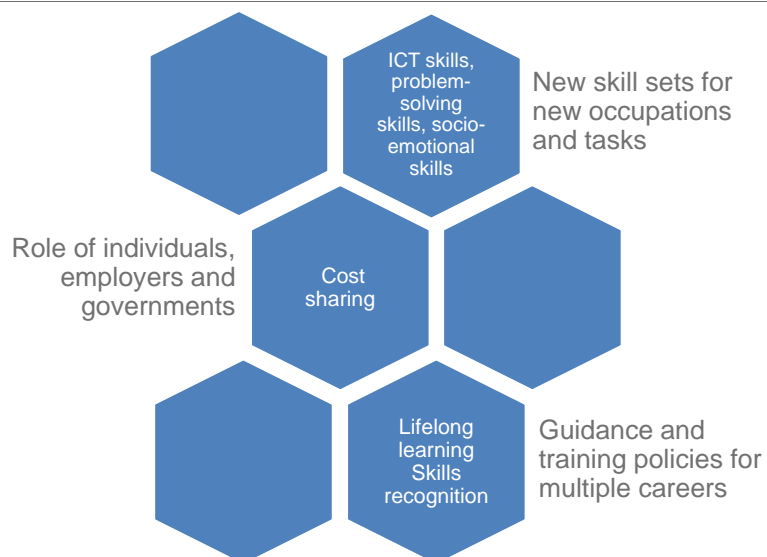 ICT skills,
problem-
solving
skills, socio-
emotional
skills
New skill sets for
new occupations
and tasks
Role of individuals,
employers and
governments
Cost
sharing
Lifelong
learning
Skills
recognition
Guidance and
training policies for
multiple careers